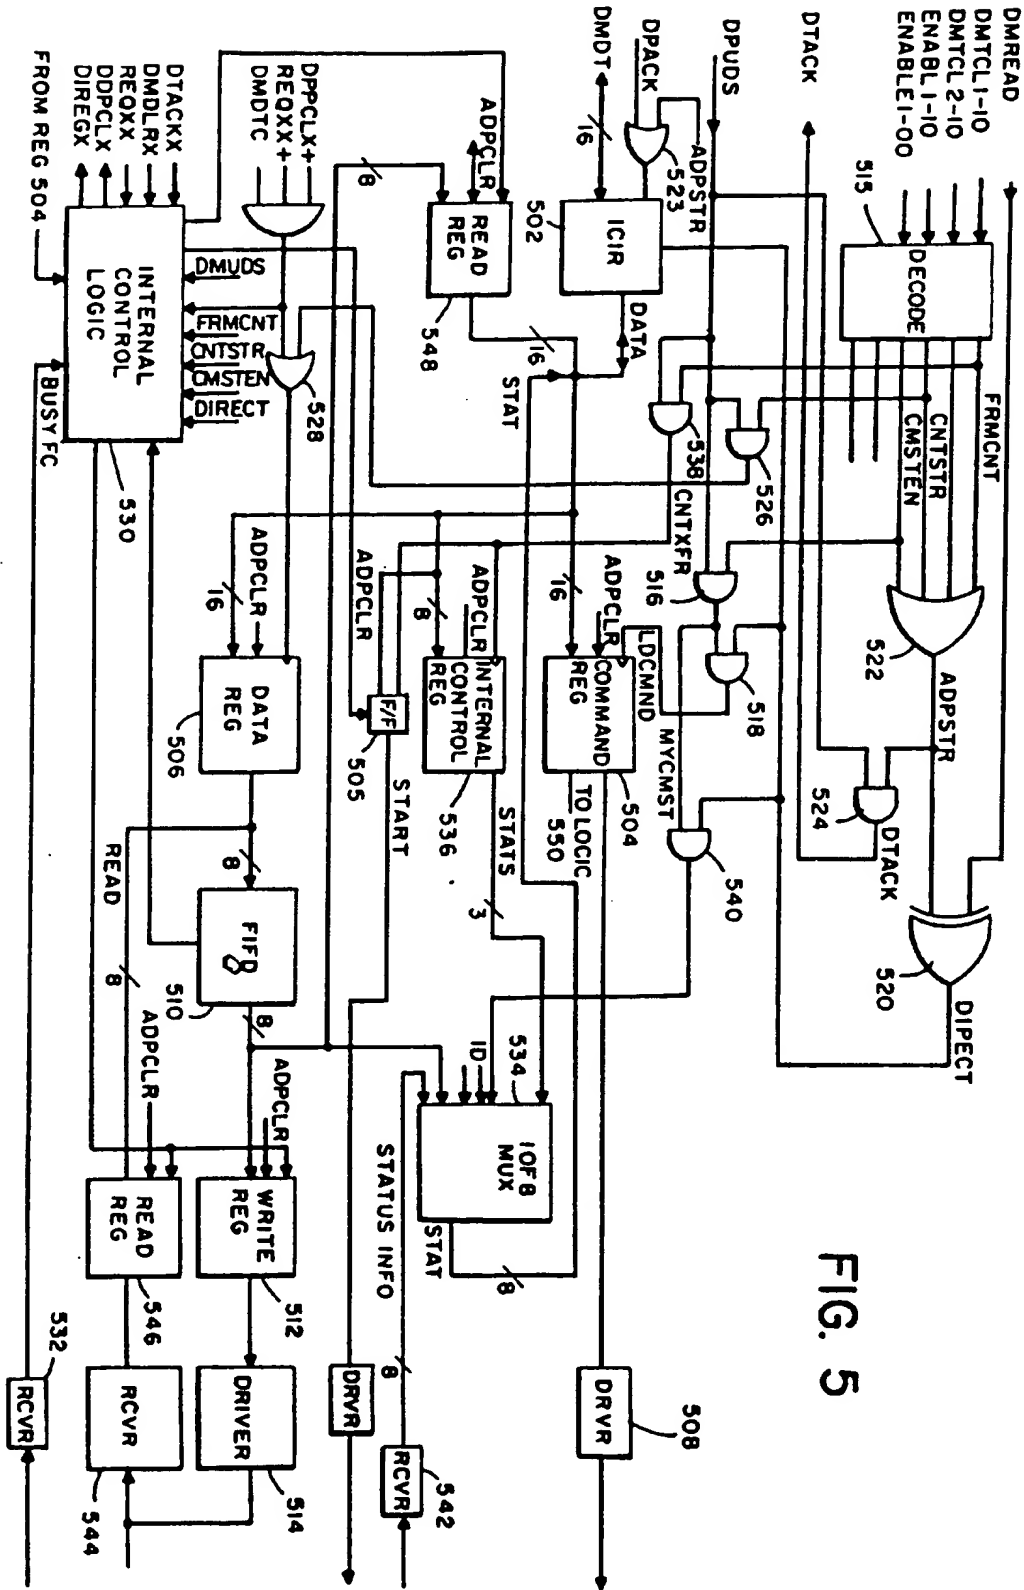 FIG. 5
DMREAD
DMTCL1-10
DMTCL2-10
ENABL1-10
ENABLE1-00
DTACK
DPUDS
DPACK
DMDT
515
DECODE
FRMCNT
CNTSTR
CMSTEN
522
ADPSTR
524
DTACK
520
DIPECT
ADPSTR
523
16
502
ICIR
DATA
538
526
CNTXFR
516
518
LDCMND
MYCMST
540
ADPCLR
8
READ
REG
548
16
STAT
16
ADPCLR
COMMAND
REG
504
TO LOGIC
550
508
DRVR
DPPCLX+
REQXX+
DMDTC
528
ADPCLR
8
ADPCLR
INTERNAL
CONTROL
REG
536
STATS
3
534
ID
1OF8
MUX
STAT
8
F/F
505
START
STATUS INFO
8
542
RCVR
DRVR
DTACKX
DMDLRX
REQXX
DDPCLX
DIREGX
FROM REG 504
INTERNAL
CONTROL
LOGIC
DMUDS
FRMCNT
CNTSTR
CMSTEN
DIRECT
BUSY FC
530
ADPCLR
16
DATA
REG
506
8
FIFO
510
8
READ
8
ADPCLR
ADPCLR
WRITE
REG
512
DRIVER
514
READ
REG
546
RCVR
544
532
RCVR